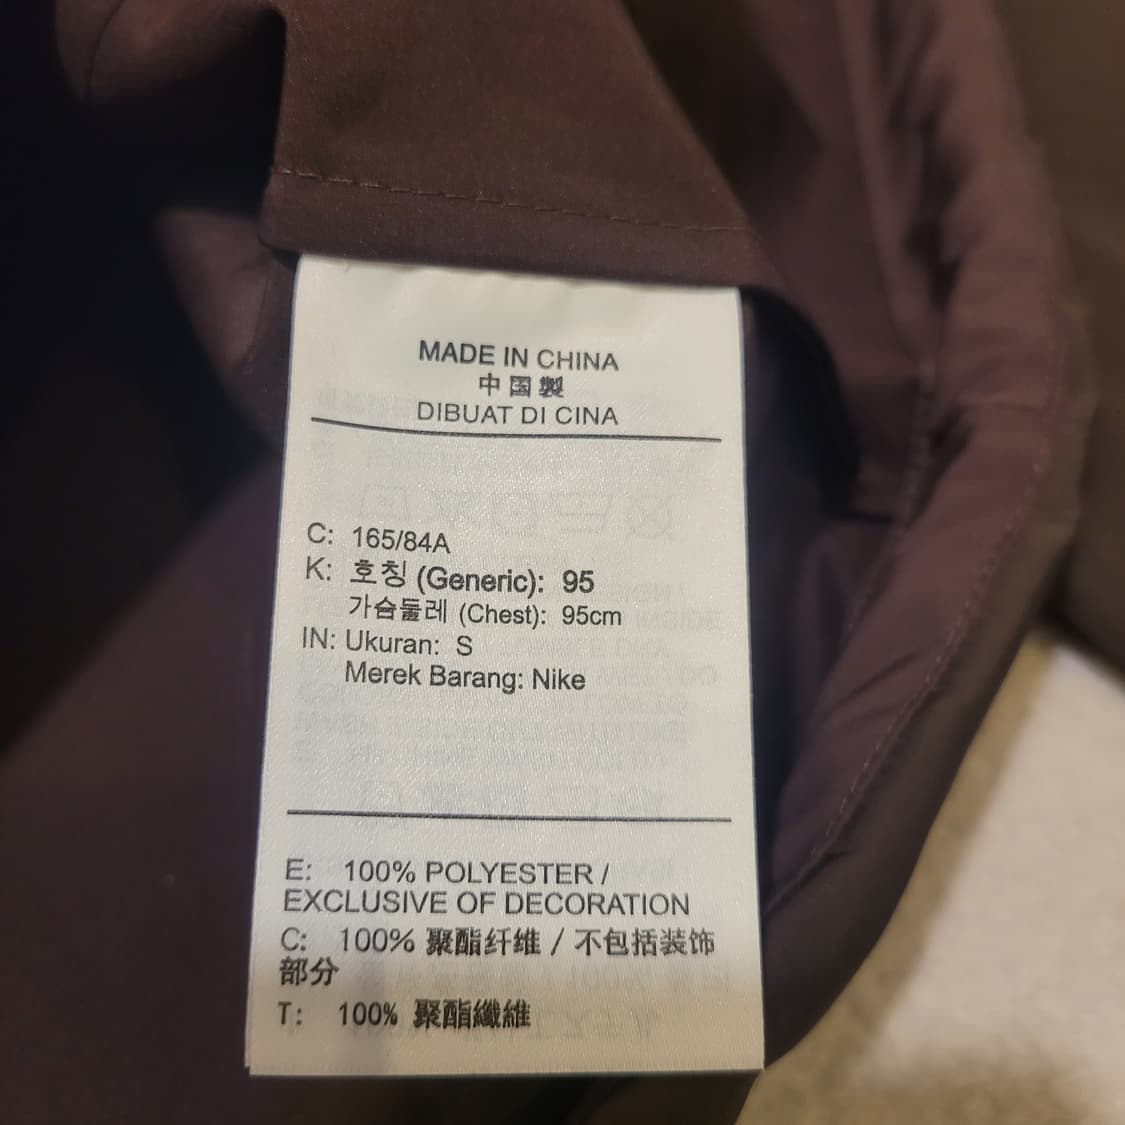 MADE IN CHINA
中国製
DIBUAT DI CINA
C: 165/84A
K: 호칭 (Generic): 95
가슴둘레 (Chest): 95cm
IN: Ukuran: S
Merek Barang: Nike
E: 100% POLYESTER /
EXCLUSIVE OF DECORATION
C: 100% 聚酯纤维 / 不包括装饰
部分
T: 100% 聚酯纖維